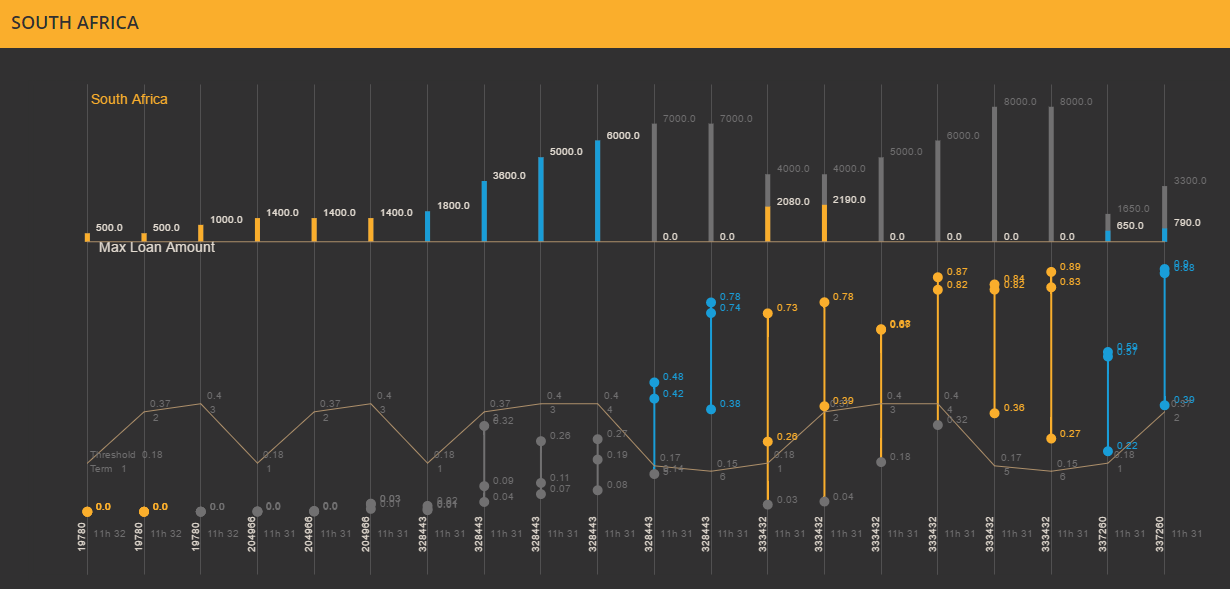 SOUTH AFRICA
South Africa
500.0 500.0 1000.0 1400.0 1400.0 1400.0 1800.0 3600.0 5000.0 6000.0 7000.0 7000.0 4000.0 4000.0 5000.0 6000.0 8000.0 8000.0 1650.0 3300.0
0.0 0.0 2080.0 2190.0 0.0 0.0 0.0 0.0 650.0 790.0
Max Loan Amount
0.48 0.78 0.73 0.78 0.87 0.84 0.89 0.59 0.9
0.42 0.74 0.26 0.39 0.82 0.82 0.83 0.57 0.88
0.38 0.03 0.04 0.18 0.32 0.36 0.27 0.22 0.39
0.32 0.26 0.27
0.09 0.11 0.19
0.04 0.07 0.08
Threshold 0.18 0.37 0.4 0.18 0.37 0.4 0.18 0.37 0.4 0.4 0.17 0.15 0.18 0.37 0.4 0.4 0.17 0.15 0.18 0.37
Term 1 2 3 1 2 3 1 2 3 4 5 6 1 2 3 4 5 6 1 2
0.0 0.0 0.0 0.0 0.0 0.03 0.02
0.01 0.01
19780 19780 19780 204966 204966 204966 328443 328443 328443 328443 328443 328443 333432 333432 333432 333432 333432 333432 337260 337260
11h 32 11h 32 11h 32 11h 31 11h 31 11h 31 11h 31 11h 31 11h 31 11h 31 11h 31 11h 31 11h 31 11h 31 11h 31 11h 31 11h 31 11h 31 11h 31 11h 31